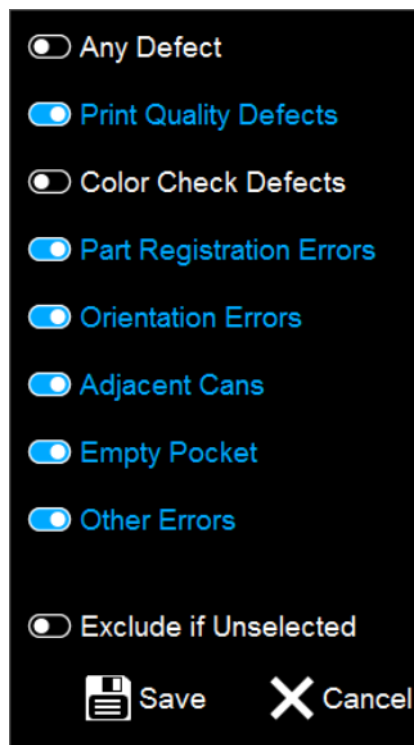 Any Defect
Print Quality Defects
Color Check Defects
Part Registration Errors
Orientation Errors
Adjacent Cans
Empty Pocket
Other Errors
Exclude if Unselected
Save Cancel